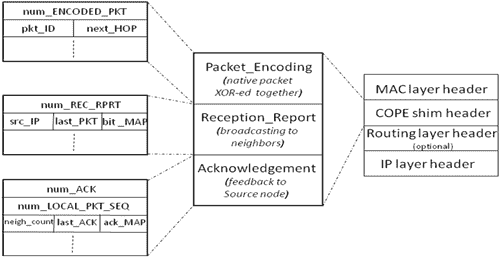 num_ENCODED_PKT
pkt_ID next_HOP
num_REC_RPRT
src_IP last_PKT bit_MAP
num_ACK
num_LOCAL_PKT_SEQ
neigh_count last_ACK ack_MAP
Packet_Encoding
(native packet
XOR-ed together)
Reception_Report
(broadcasting to
neighbors)
Acknowledgement
(feedback to
Source node)
MAC layer header
COPE shim header
Routing layer header
(optional)
IP layer header